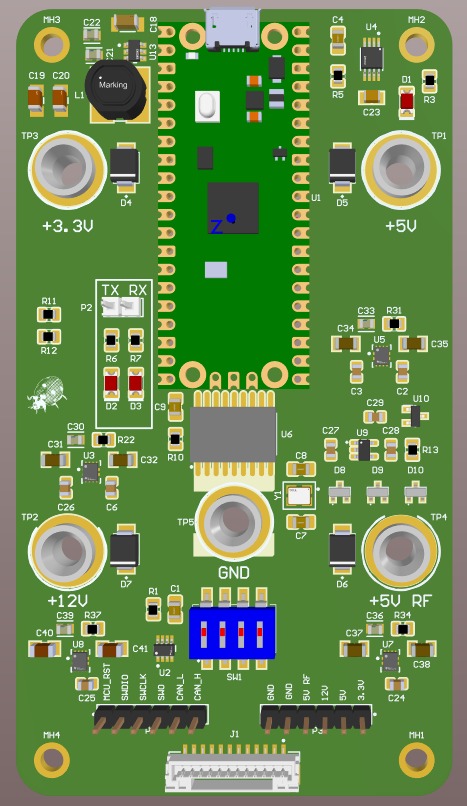 MH3
C22
C18
C21
U13
Marking
L1
C19
C20
C4
U4
MH2
R5
C23
D1
R3
TP3
D4
+3.3V
U1
Z
D5
TP1
+5V
TX RX
P2
R11
R12
R6
R7
D2
D3
C9
R10
U6
C33
R31
C34
U5
C35
C3
C2
C29
U10
C27
U9
C28
R13
D8
D9
D10
C30
R22
C31
U3
C32
C26
C6
C8
Y1
C7
TP2
D7
+12V
TP5
GND
D6
TP4
+5V RF
R1
C1
SW1
C39
R37
C40
U8
C41
C25
U2
C36
R34
C37
U7
C38
C24
MCU_RST
SWDIO
SWCLK
SWO
CAN_L
CAN_H
GND
GND
5V RF
12V
5V
3.3V
J1
MH4
MH1